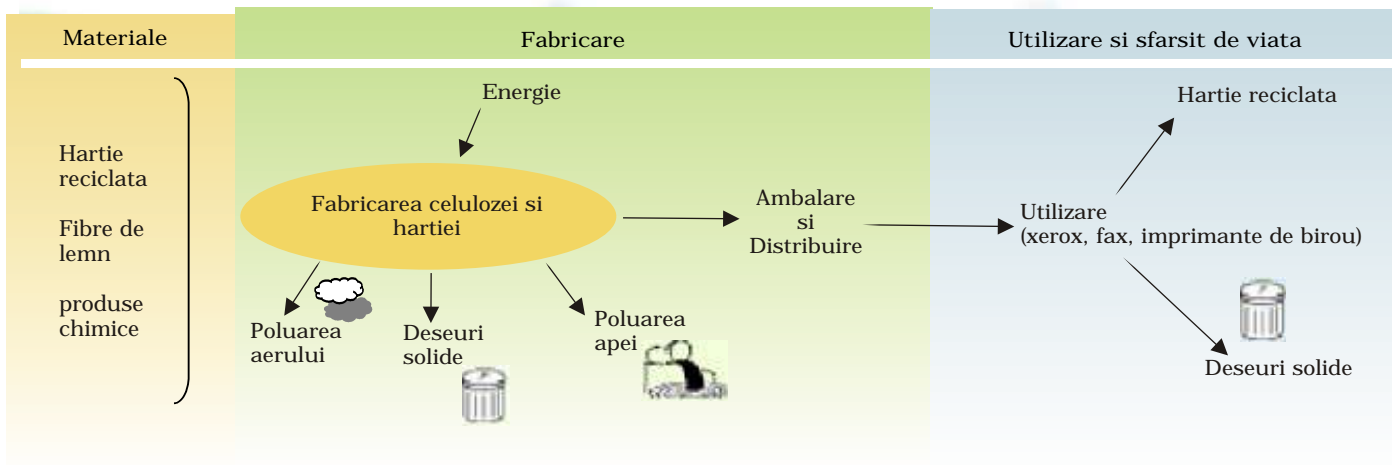 Materiale
Fabricare
Utilizare si sfarsit de viata
Hartie
reciclata
Fibre de
lemn
produse
chimice
Energie
Fabricarea celulozei si
hartiei
Poluarea
aerului
Deseuri
solide
Poluarea
apei
Ambalare
si
Distribuire
Hartie reciclata
Utilizare
(xerox, fax, imprimante de birou)
Deseuri solide